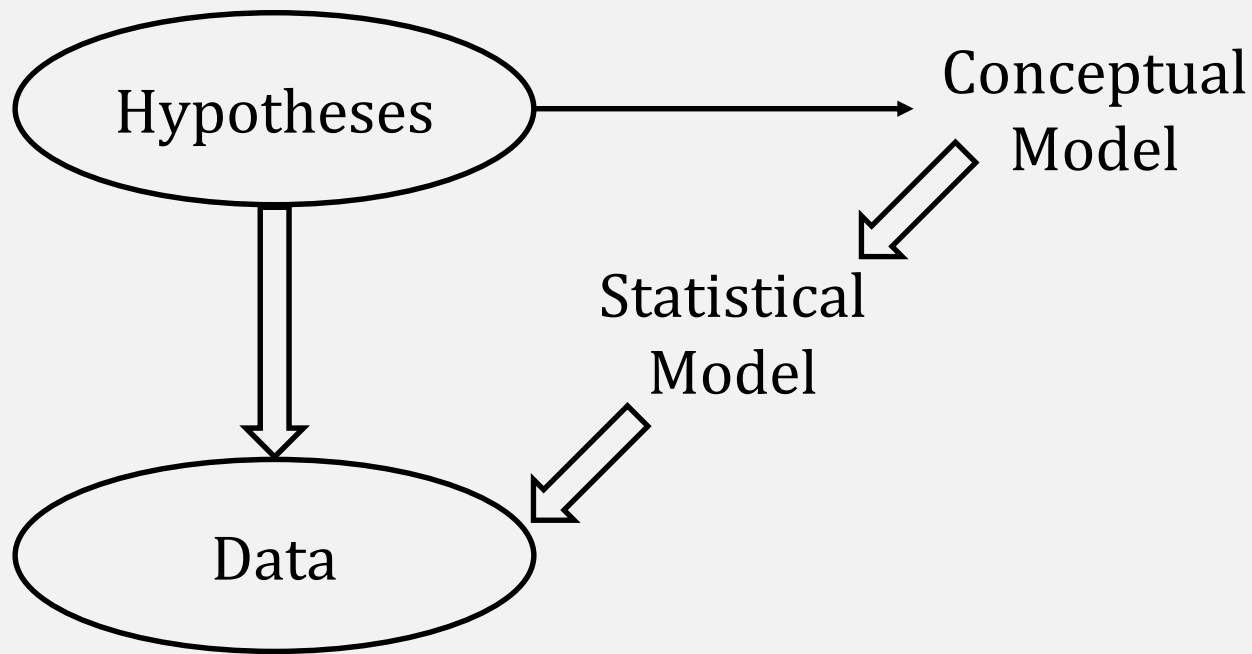 Hypotheses
Conceptual
Model
Statistical
Model
Data